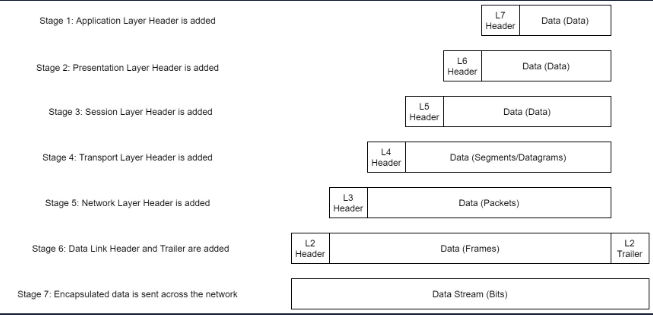 Stage 1: Application Layer Header is added
L7
Header
Data (Data)
Stage 2: Presentation Layer Header is added
L6
Header
Data (Data)
Stage 3: Session Layer Header is added
L5
Header
Data (Data)
Stage 4: Transport Layer Header is added
L4
Header
Data (Segments/Datagrams)
Stage 5: Network Layer Header is added
L3
Header
Data (Packets)
Stage 6: Data Link Header and Trailer are added
L2
Header
Data (Frames)
L2
Trailer
Stage 7: Encapsulated data is sent across the network
Data Stream (Bits)